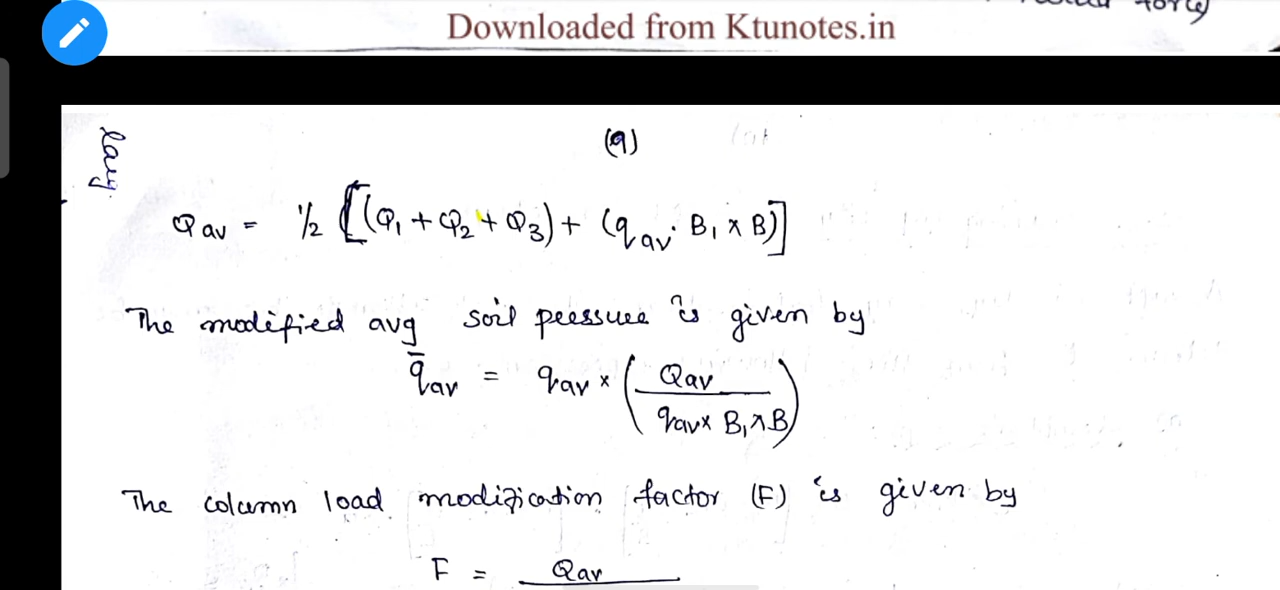 force
Downloaded from Ktunotes.in
(9)
Qav = 1/2 [(Q₁ + Q₂ + Q₃) + (qav · B₁ × B)]
The modified avg soil pressure is given by
q̄av = qav × ( Qav / qav × B₁ × B )
The column load modification factor (F) is given by
F = Qav